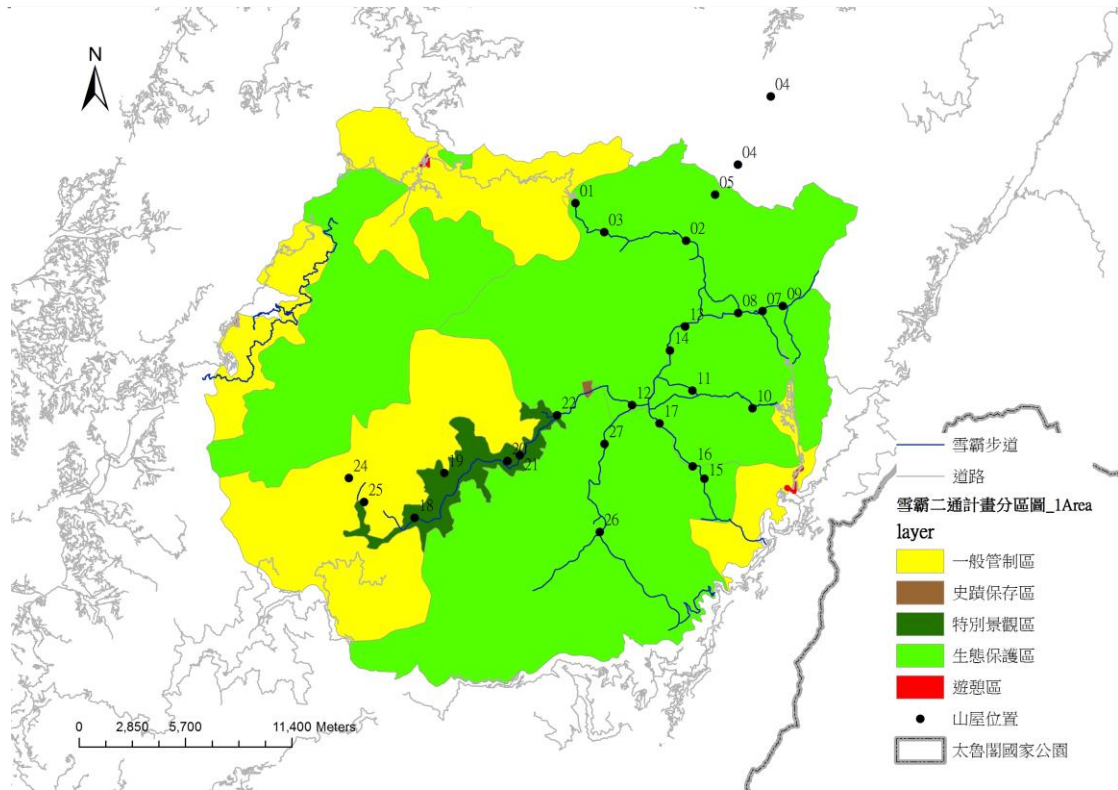 N
04
04
05
01
03
02
08
07
09
13
14
11
10
12
17
22
27
16
15
20
21
19
24
25
18
26
雪霸步道
道路
雪霸二通計畫分區圖_1Area
layer
一般管制區
史蹟保存區
特別景觀區
生態保護區
遊憩區
山屋位置
太魯閣國家公園
0 2,850 5,700 11,400 Meters